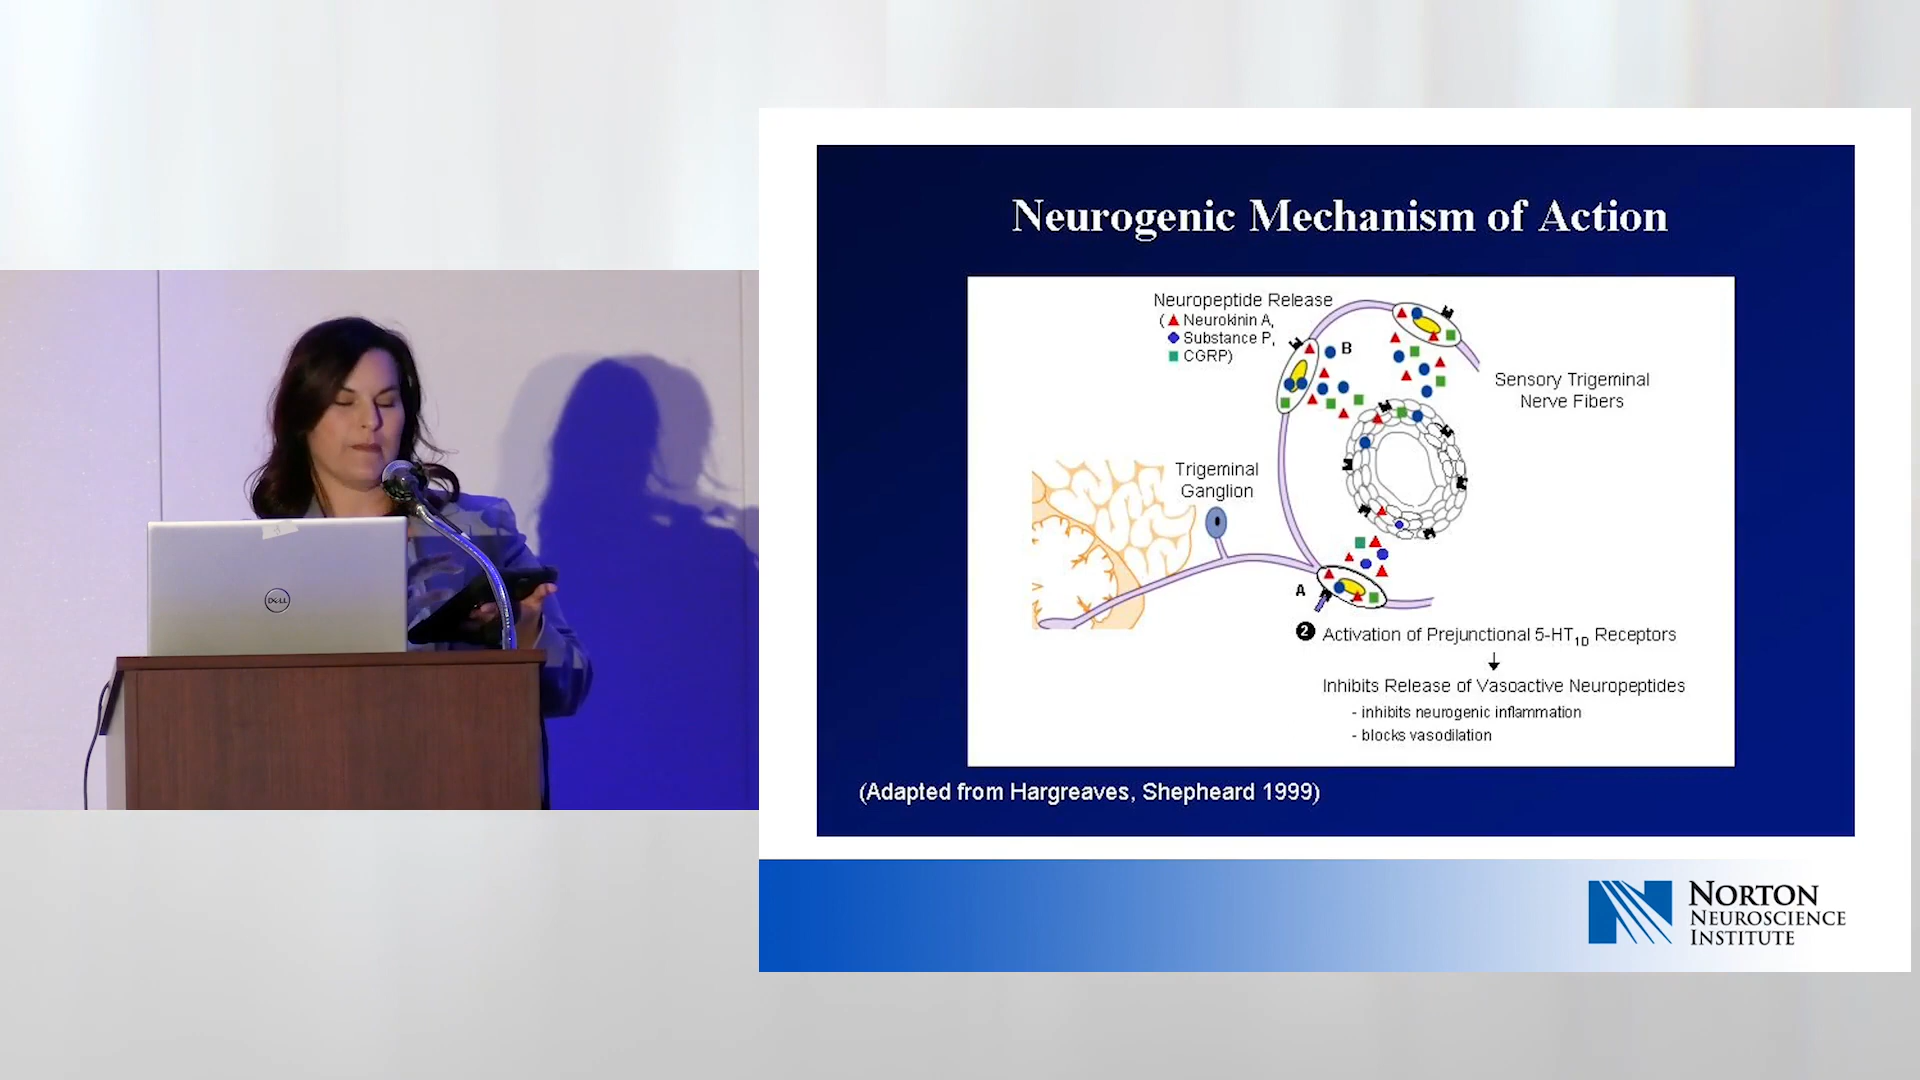 Neurogenic Mechanism of Action
Neuropeptide Release
( Neurokinin A,
Substance P,
CGRP)
B
Sensory Trigeminal
Nerve Fibers
Trigeminal
Ganglion
A
2 Activation of Prejunctional 5-HT1D Receptors
Inhibits Release of Vasoactive Neuropeptides
- inhibits neurogenic inflammation
- blocks vasodilation
(Adapted from Hargreaves, Shepheard 1999)
DELL
NORTON
NEUROSCIENCE
INSTITUTE